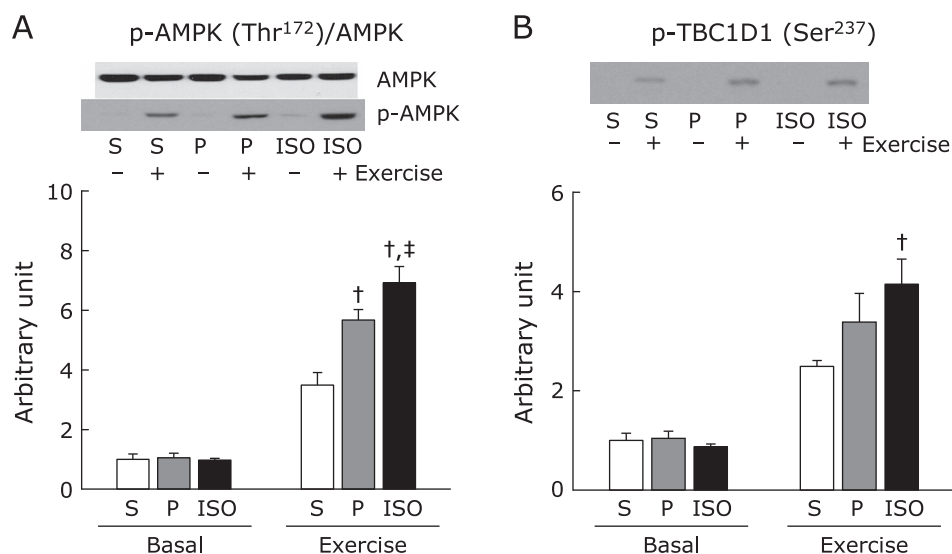 A
p-AMPK (Thr172)/AMPK
AMPK
p-AMPK
S S P P ISO ISO
– + – + – + Exercise
Arbitrary unit
10
8
6
4
2
0
†
†,‡
S P ISO S P ISO
Basal Exercise
B
p-TBC1D1 (Ser237)
S S P P ISO ISO
– + – + – + Exercise
Arbitrary unit
6
4
2
0
†
S P ISO S P ISO
Basal Exercise